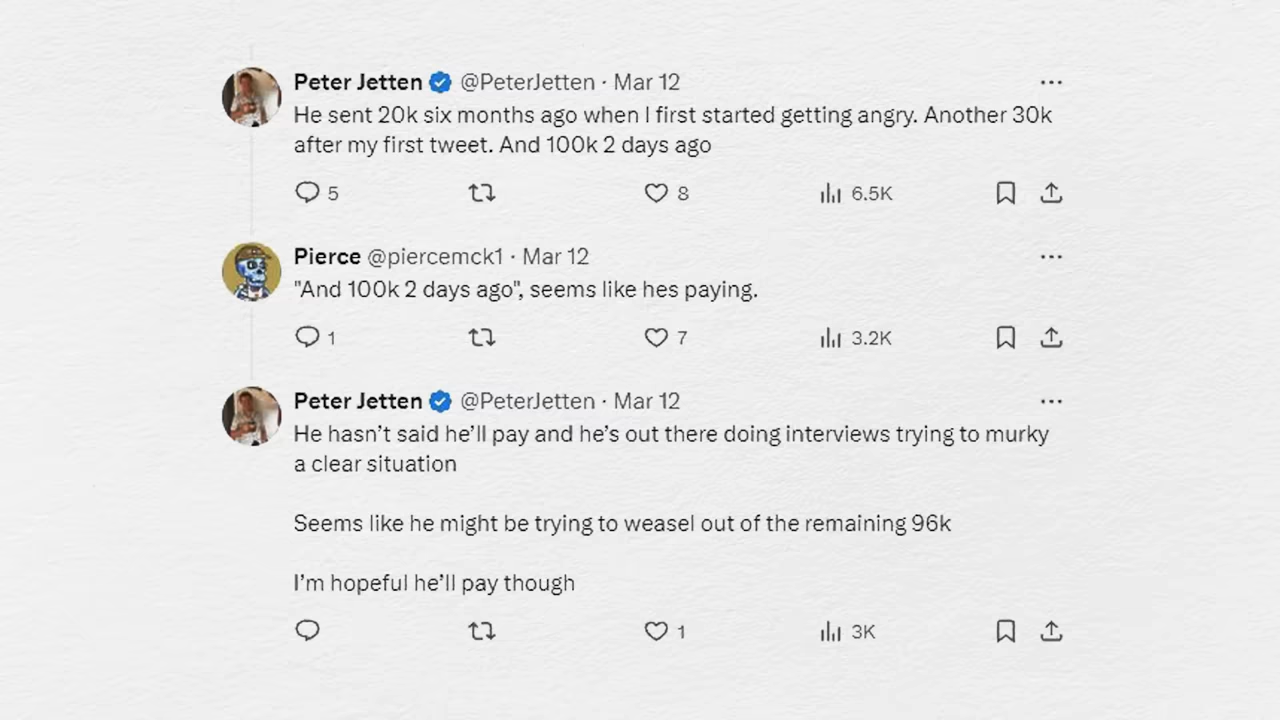 Peter Jetten @PeterJetten · Mar 12
He sent 20k six months ago when I first started getting angry. Another 30k
after my first tweet. And 100k 2 days ago
5 8 6.5K
Pierce @piercemck1 · Mar 12
"And 100k 2 days ago", seems like hes paying.
1 7 3.2K
Peter Jetten @PeterJetten · Mar 12
He hasn’t said he’ll pay and he’s out there doing interviews trying to murky
a clear situation
Seems like he might be trying to weasel out of the remaining 96k
I’m hopeful he’ll pay though
1 3K